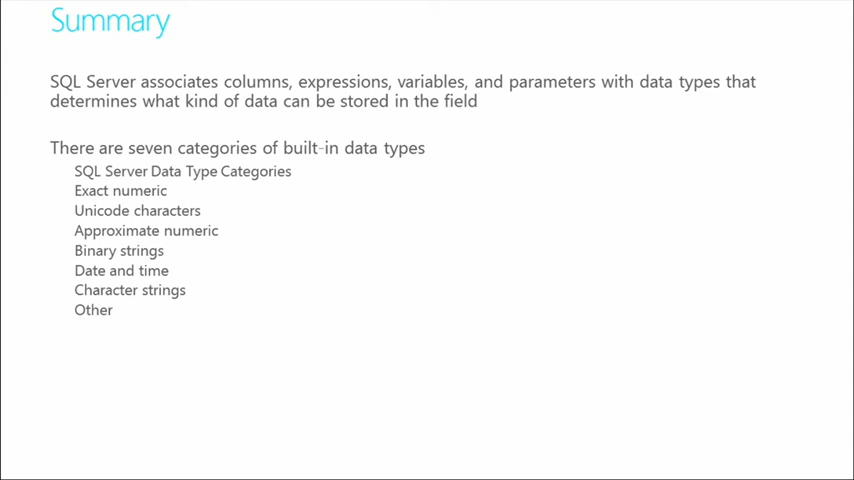 Summary
SQL Server associates columns, expressions, variables, and parameters with data types that
determines what kind of data can be stored in the field
There are seven categories of built-in data types
SQL Server Data Type Categories
Exact numeric
Unicode characters
Approximate numeric
Binary strings
Date and time
Character strings
Other